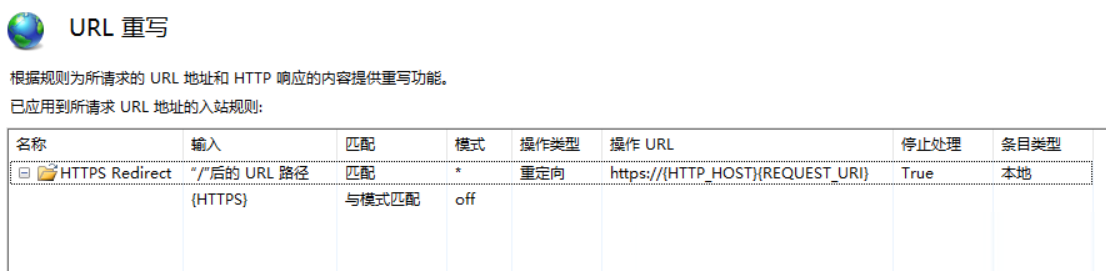 URL 重写
根据规则为所请求的 URL 地址和 HTTP 响应的内容提供重写功能。
已应用到所请求 URL 地址的入站规则:
名称 输入 匹配 模式 操作类型 操作 URL 停止处理 条目类型
HTTPS Redirect "/"后的 URL 路径 匹配 * 重定向 https://{HTTP_HOST}{REQUEST_URI} True 本地
{HTTPS} 与模式匹配 off